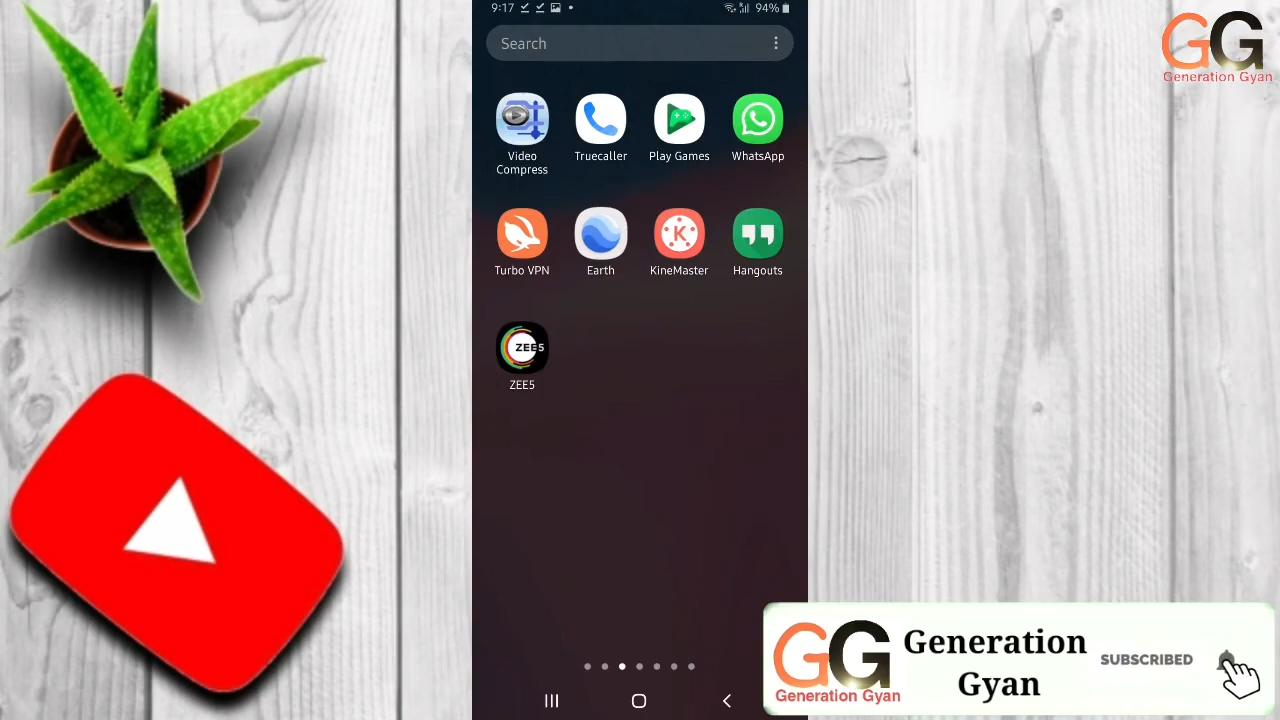 9:17
94%
GG
Generation Gyan
Search
Video Compress
Truecaller
Play Games
WhatsApp
Turbo VPN
Earth
KineMaster
Hangouts
ZEE5
ZEE5
GG
Generation Gyan
Generation
Gyan
SUBSCRIBED